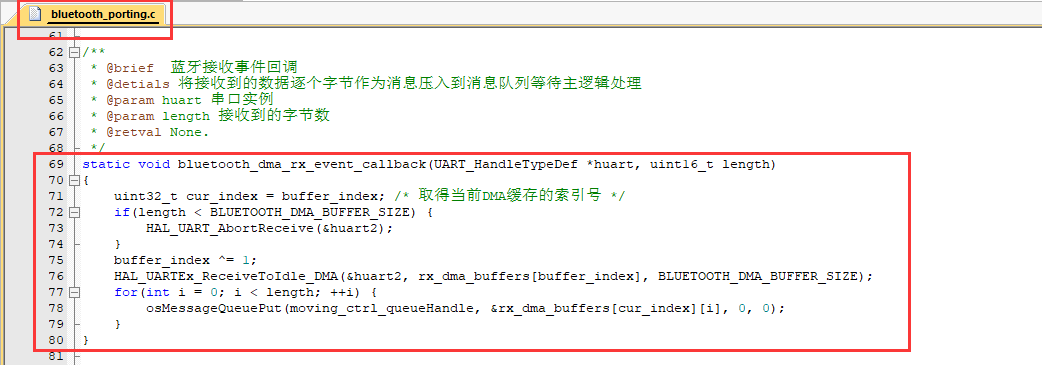 bluetooth_porting.c
61
62 /**
63  * @brief  蓝牙接收事件回调
64  * @detials 将接收到的数据逐个字节作为消息压入到消息队列等待主逻辑处理
65  * @param huart 串口实例
66  * @param length 接收到的字节数
67  * @retval None.
68  */
69 static void bluetooth_dma_rx_event_callback(UART_HandleTypeDef *huart, uint16_t length)
70 {
71     uint32_t cur_index = buffer_index; /* 取得当前DMA缓存的索引号 */
72     if(length < BLUETOOTH_DMA_BUFFER_SIZE) {
73         HAL_UART_AbortReceive(&huart2);
74     }
75     buffer_index ^= 1;
76     HAL_UARTEx_ReceiveToIdle_DMA(&huart2, rx_dma_buffers[buffer_index], BLUETOOTH_DMA_BUFFER_SIZE);
77     for(int i = 0; i < length; ++i) {
78         osMessageQueuePut(moving_ctrl_queueHandle, &rx_dma_buffers[cur_index][i], 0, 0);
79     }
80 }
81